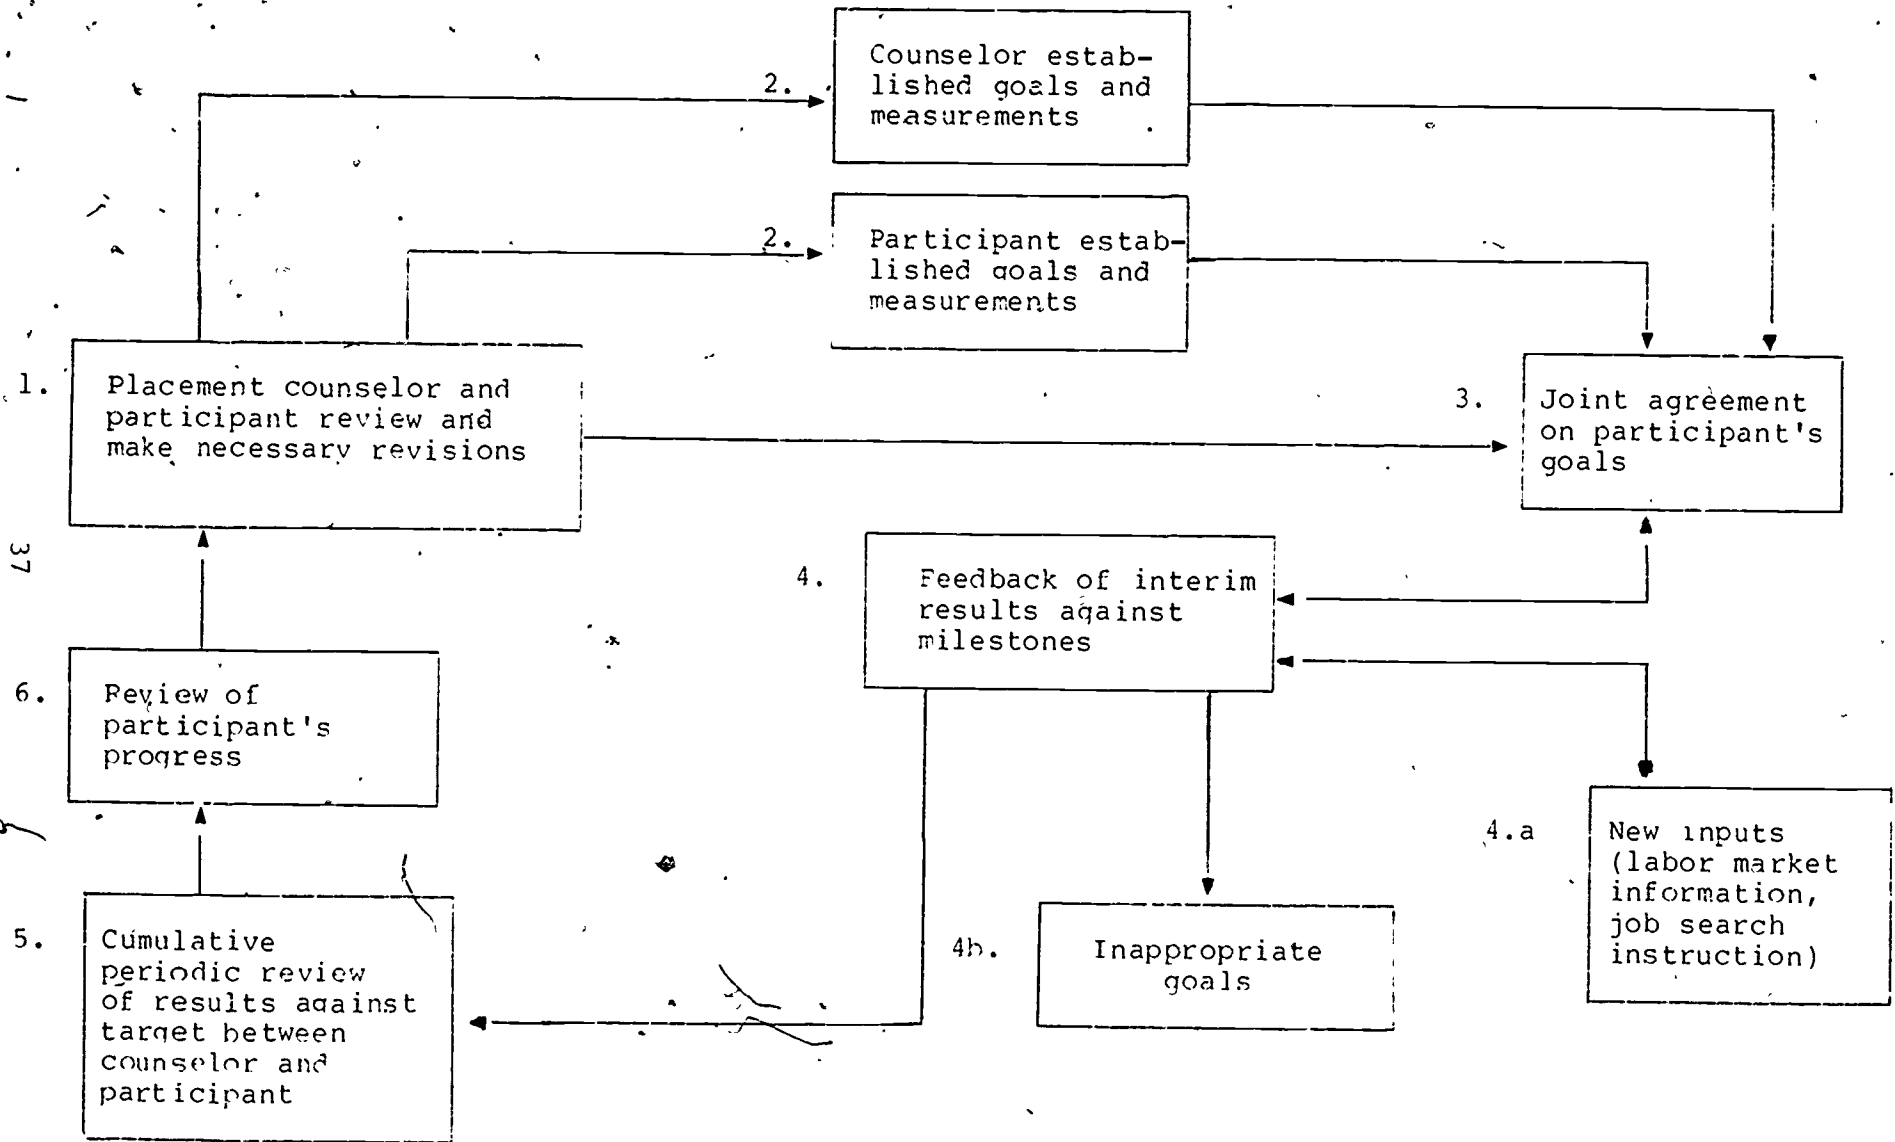 2.
Counselor estab-
lished goals and
measurements
2.
Participant estab-
lished goals and
measurements
1.
Placement counselor and
participant review and
make necessary revisions
3.
Joint agreement
on participant's
goals
37
4.
Feedback of interim
results against
milestones
6.
Review of
participant's
progress
4.a
New inputs
(labor market
information,
job search
instruction)
5.
Cumulative
periodic review
of results against
target between
counselor and
participant
4b.
Inappropriate
goals